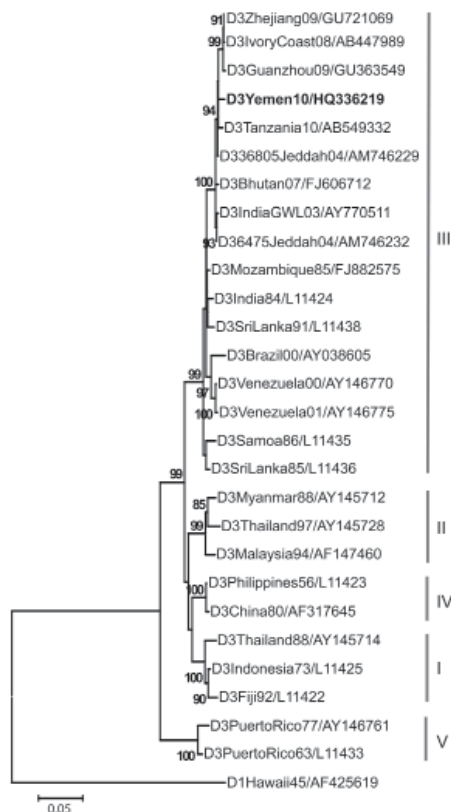 91 D3Zhejiang09/GU721069
99 D3IvoryCoast08/AB447989
D3Guanzhou09/GU363549
D3Yemen10/HQ336219
94 D3Tanzania10/AB549332
D336805Jeddah04/AM746229
100 D3Bhutan07/FJ606712
D3IndiaGWL03/AY770511
93 D36475Jeddah04/AM746232
III
D3Mozambique85/FJ882575
D3India84/L11424
D3SriLanka91/L11438
D3Brazil00/AY038605
99 D3Venezuela00/AY146770
97
100 D3Venezuela01/AY146775
D3Samoa86/L11435
D3SriLanka85/L11436
99
D3Myanmar88/AY145712
85
99 D3Thailand97/AY145728
II
D3Malaysia94/AF147460
100 D3Philippines56/L11423
IV
D3China80/AF317645
D3Thailand88/AY145714
100 D3Indonesia73/L11425
I
90 D3Fiji92/L11422
D3PuertoRico77/AY146761
V
100 D3PuertoRico63/L11433
D1Hawaii45/AF425619
0.05